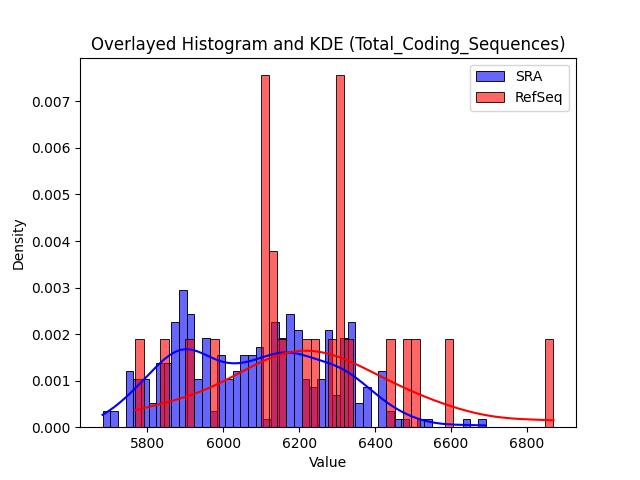 Overlayed Histogram and KDE (Total_Coding_Sequences)
SRA
RefSeq
0.007
0.006
0.005
0.004
0.003
0.002
0.001
0.000
Density
5800 6000 6200 6400 6600 6800
Value